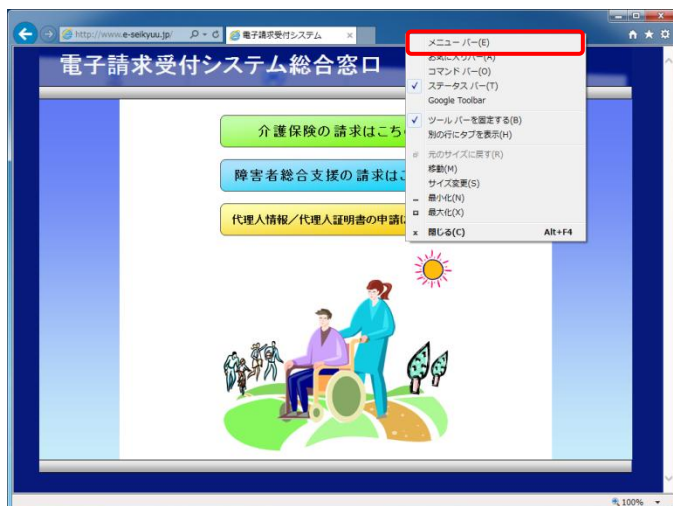 http://www.e-seikyuu.jp/
電子請求受付システム
電子請求受付システム総合窓口
介護保険の請求はこち
障害者総合支援の請求は
代理人情報/代理人証明書の申請
メニュー バー(E)
お気に入りバー(A)
コマンド バー(O)
ステータス バー(T)
Google Toolbar
ツール バーを固定する(B)
別の行にタブを表示(H)
元のサイズに戻す(R)
移動(M)
サイズ変更(S)
最小化(N)
最大化(X)
閉じる(C) Alt+F4
100%